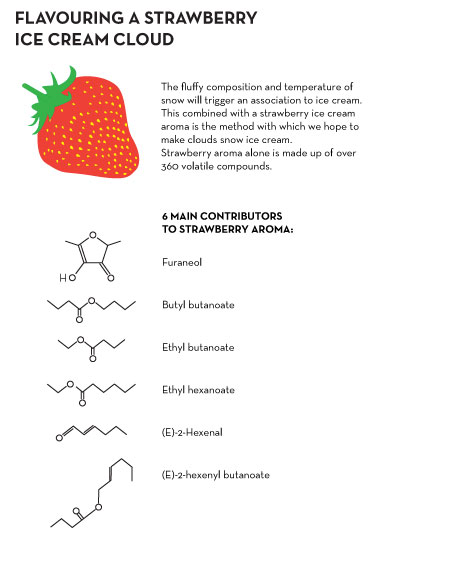 FLAVOURING A STRAWBERRY
ICE CREAM CLOUD
The fluffy composition and temperature of
snow will trigger an association to ice cream.
This combined with a strawberry ice cream
aroma is the method with which we hope to
make clouds snow ice cream.
Strawberry aroma alone is made up of over
360 volatile compounds.
6 MAIN CONTRIBUTORS
TO STRAWBERRY AROMA:
O
HO
O
Furaneol
O
O
Butyl butanoate
O
O
Ethyl butanoate
O
O
Ethyl hexanoate
O
(E)-2-Hexenal
(E)-2-hexenyl butanoate
O
O